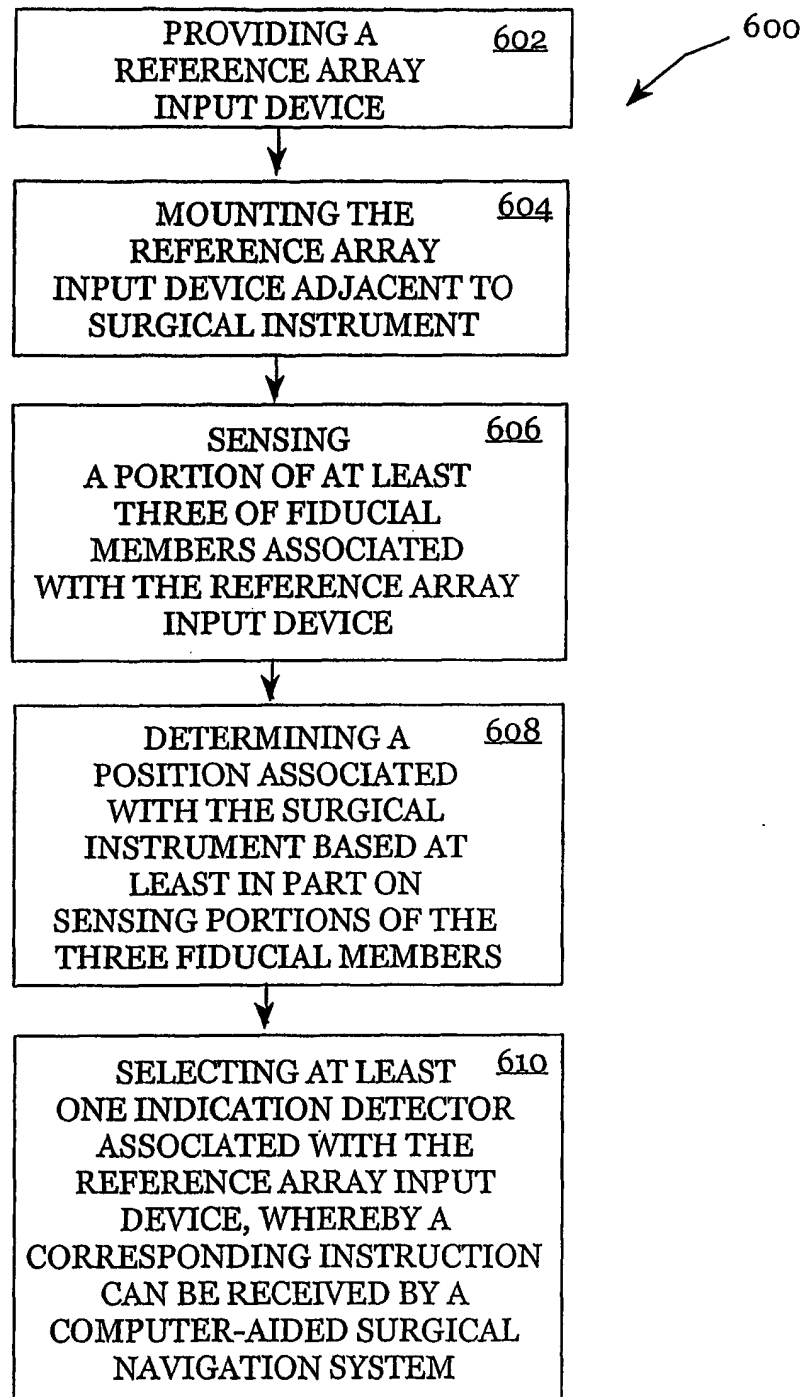 600
PROVIDING A 602
REFERENCE ARRAY
INPUT DEVICE
MOUNTING THE 604
REFERENCE ARRAY
INPUT DEVICE ADJACENT TO
SURGICAL INSTRUMENT
SENSING 606
A PORTION OF AT LEAST
THREE OF FIDUCIAL
MEMBERS ASSOCIATED
WITH THE REFERENCE ARRAY
INPUT DEVICE
DETERMINING A 608
POSITION ASSOCIATED
WITH THE SURGICAL
INSTRUMENT BASED AT
LEAST IN PART ON
SENSING PORTIONS OF THE
THREE FIDUCIAL MEMBERS
SELECTING AT LEAST 610
ONE INDICATION DETECTOR
ASSOCIATED WITH THE
REFERENCE ARRAY INPUT
DEVICE, WHEREBY A
CORRESPONDING INSTRUCTION
CAN BE RECEIVED BY A
COMPUTER-AIDED SURGICAL
NAVIGATION SYSTEM